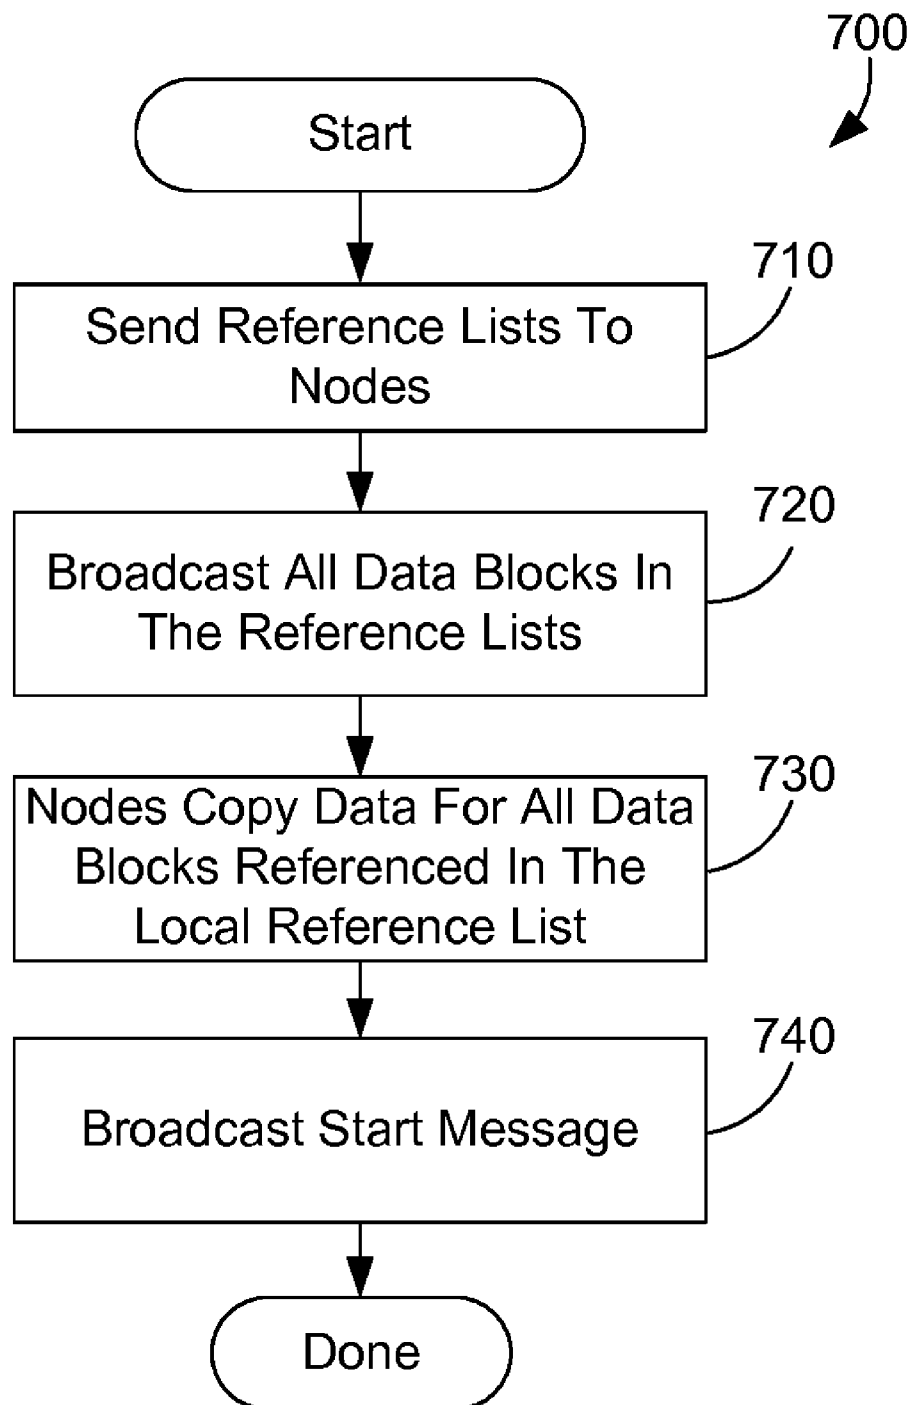 700
Start
710
Send Reference Lists To
Nodes
720
Broadcast All Data Blocks In
The Reference Lists
730
Nodes Copy Data For All Data
Blocks Referenced In The
Local Reference List
740
Broadcast Start Message
Done